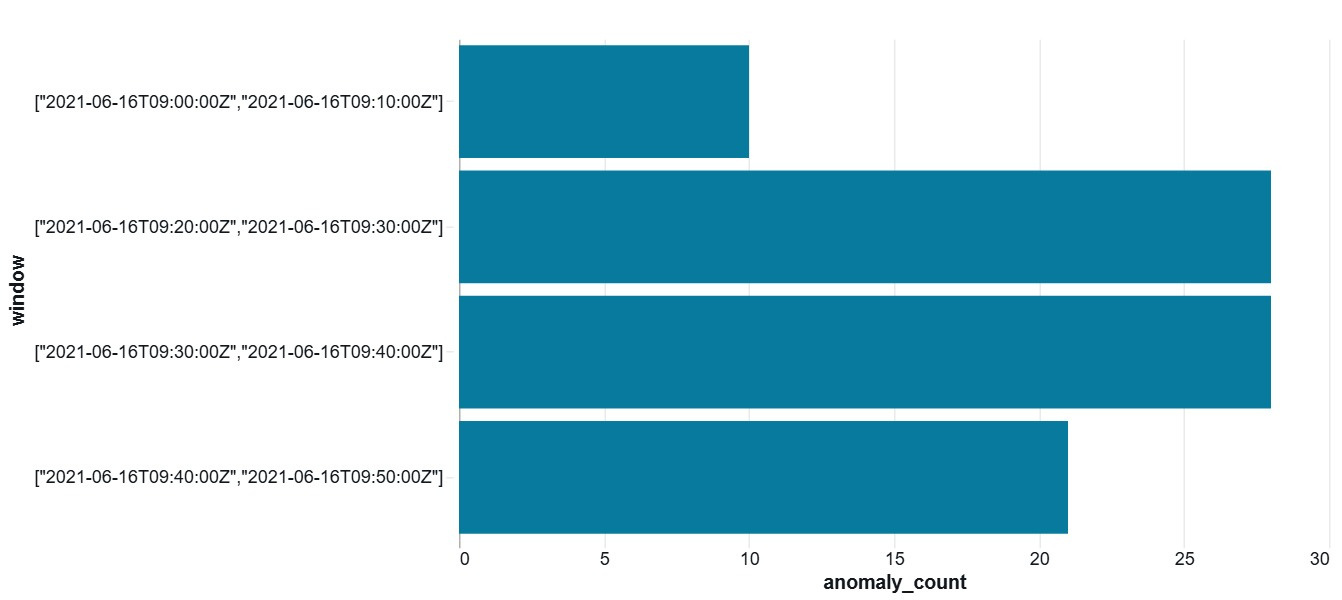 window
["2021-06-16T09:00:00Z","2021-06-16T09:10:00Z"]
["2021-06-16T09:20:00Z","2021-06-16T09:30:00Z"]
["2021-06-16T09:30:00Z","2021-06-16T09:40:00Z"]
["2021-06-16T09:40:00Z","2021-06-16T09:50:00Z"]
0 5 10 15 20 25 30
anomaly_count